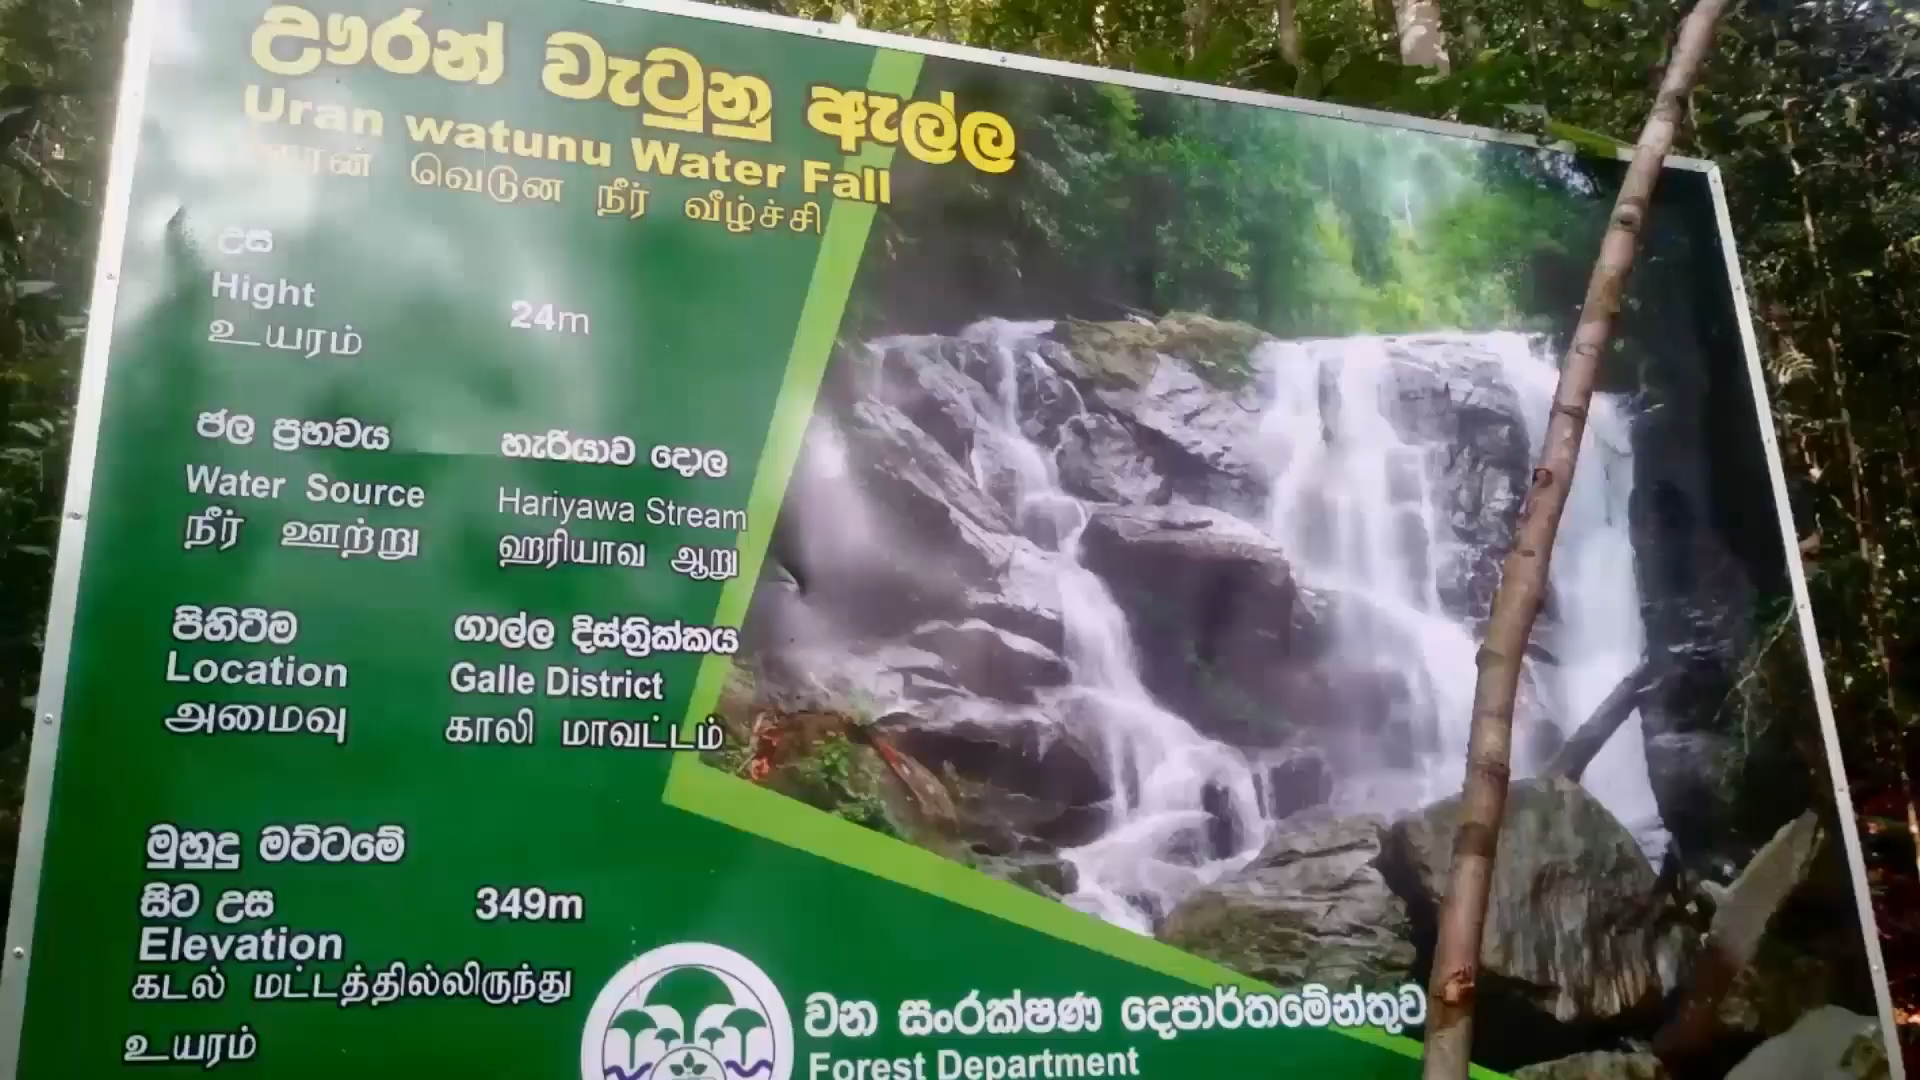 ඌරන් වැටුනු ඇල්ල
Uran watunu Water Fall
வெடுன நீர் வீழ்ச்சி
උස
Hight 24m
உயரம்
ජල ප්‍රභවය හැරියාව දොල
Water Source Hariyawa Stream
நீர் ஊற்று ஹரியாவ ஆறு
පිහිටීම ගාල්ල දිස්ත්‍රික්කය
Location Galle District
அமைவு காலி மாவட்டம்
මුහුදු මට්ටමේ
සිට උස 349m
Elevation
கடல் மட்டத்தில்லிருந்து
உயரம்
වන සංරක්ෂණ දෙපාර්තමේන්තුව
Forest Department